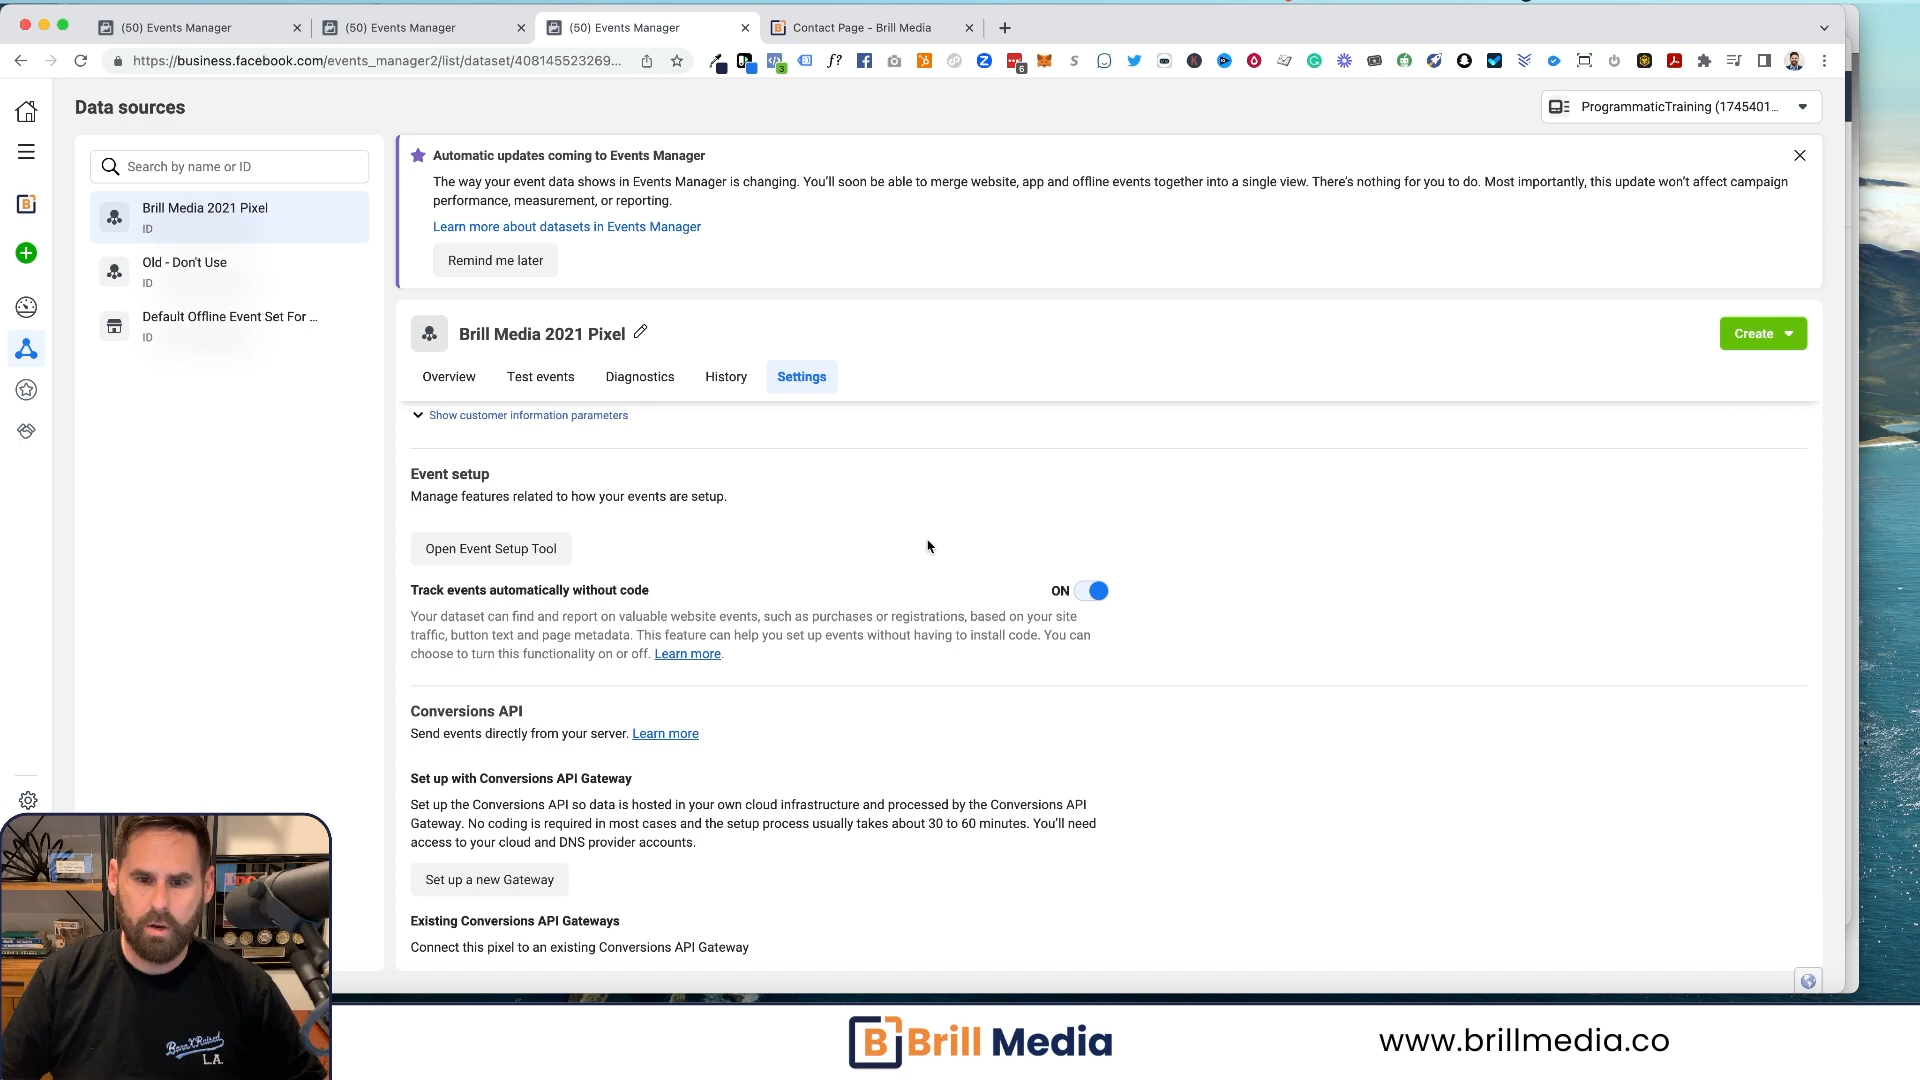 (50) Events Manager
(50) Events Manager
(50) Events Manager
Contact Page - Brill Media
https://business.facebook.com/events_manager2/list/dataset/408145523269...
f?
3
6
Data sources
ProgrammaticTraining (1745401...
Search by name or ID
Brill Media 2021 Pixel
ID
Old - Don't Use
ID
Default Offline Event Set For ...
ID
Automatic updates coming to Events Manager
The way your event data shows in Events Manager is changing. You'll soon be able to merge website, app and offline events together into a single view. There's nothing for you to do. Most importantly, this update won't affect campaign
performance, measurement, or reporting.
Learn more about datasets in Events Manager
Remind me later
Brill Media 2021 Pixel
Create
Overview
Test events
Diagnostics
History
Settings
Show customer information parameters
Event setup
Manage features related to how your events are setup.
Open Event Setup Tool
Track events automatically without code
ON
Your dataset can find and report on valuable website events, such as purchases or registrations, based on your site
traffic, button text and page metadata. This feature can help you set up events without having to install code. You can
choose to turn this functionality on or off. Learn more.
Conversions API
Send events directly from your server. Learn more
Set up with Conversions API Gateway
Set up the Conversions API so data is hosted in your own cloud infrastructure and processed by the Conversions API
Gateway. No coding is required in most cases and the setup process usually takes about 30 to 60 minutes. You'll need
access to your cloud and DNS provider accounts.
Set up a new Gateway
Existing Conversions API Gateways
Connect this pixel to an existing Conversions API Gateway
L.A.
B Brill Media
www.brillmedia.co